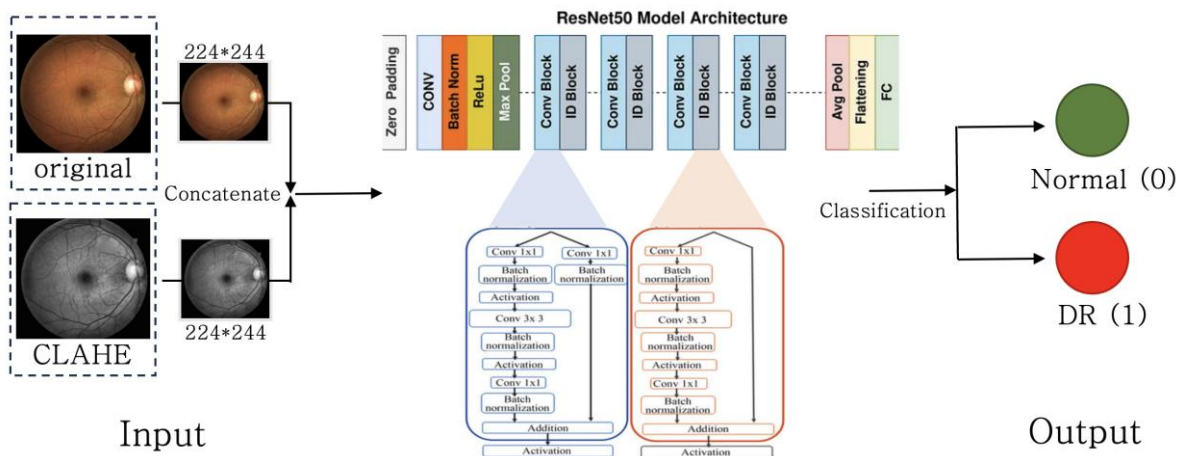 ResNet50 Model Architecture
224*244
original
Concatenate
CLAHE
224*244
Input
Zero Padding
CONV
Batch Norm
ReLu
Max Pool
Conv Block
ID Block
Conv Block
ID Block
Conv Block
ID Block
Conv Block
ID Block
Avg Pool
Flattening
FC
Conv 1x1
Conv 1x1
Batch
normalization
Batch
normalization
Activation
Conv 3x 3
Batch
normalization
Activation
Conv 1x1
Batch
normalization
Addition
Activation
Conv 1x1
Batch
normalization
Activation
Conv 3x 3
Batch
normalization
Activation
Conv 1x1
Batch
normalization
Addition
Activation
Classification
Normal (0)
DR (1)
Output